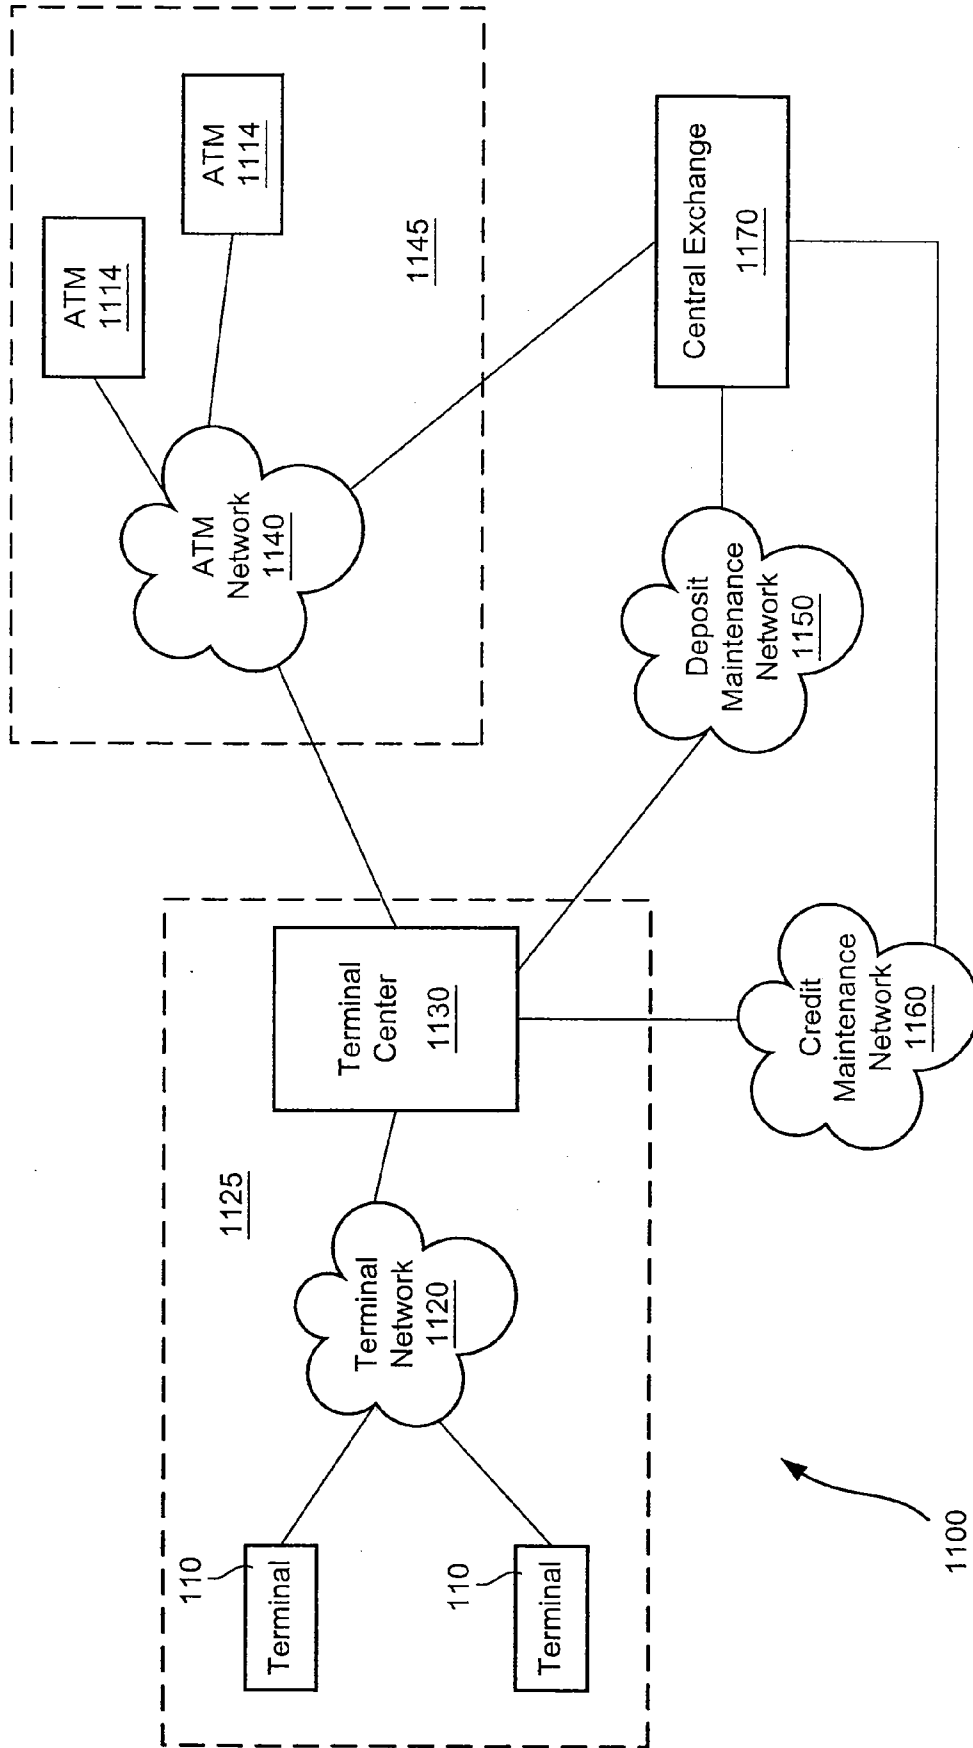 110
Terminal
110
Terminal
Terminal
Network
1120
1125
Terminal
Center
1130
ATM
Network
1140
ATM
1114
ATM
1114
1145
Credit
Maintenance
Network
1160
Deposit
Maintenance
Network
1150
Central Exchange
1170
1100